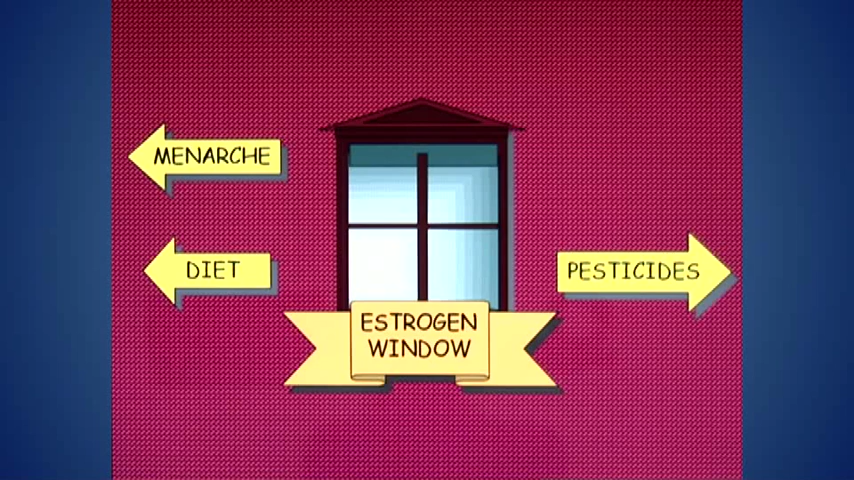 MENARCHE
DIET
PESTICIDES
ESTROGEN
WINDOW